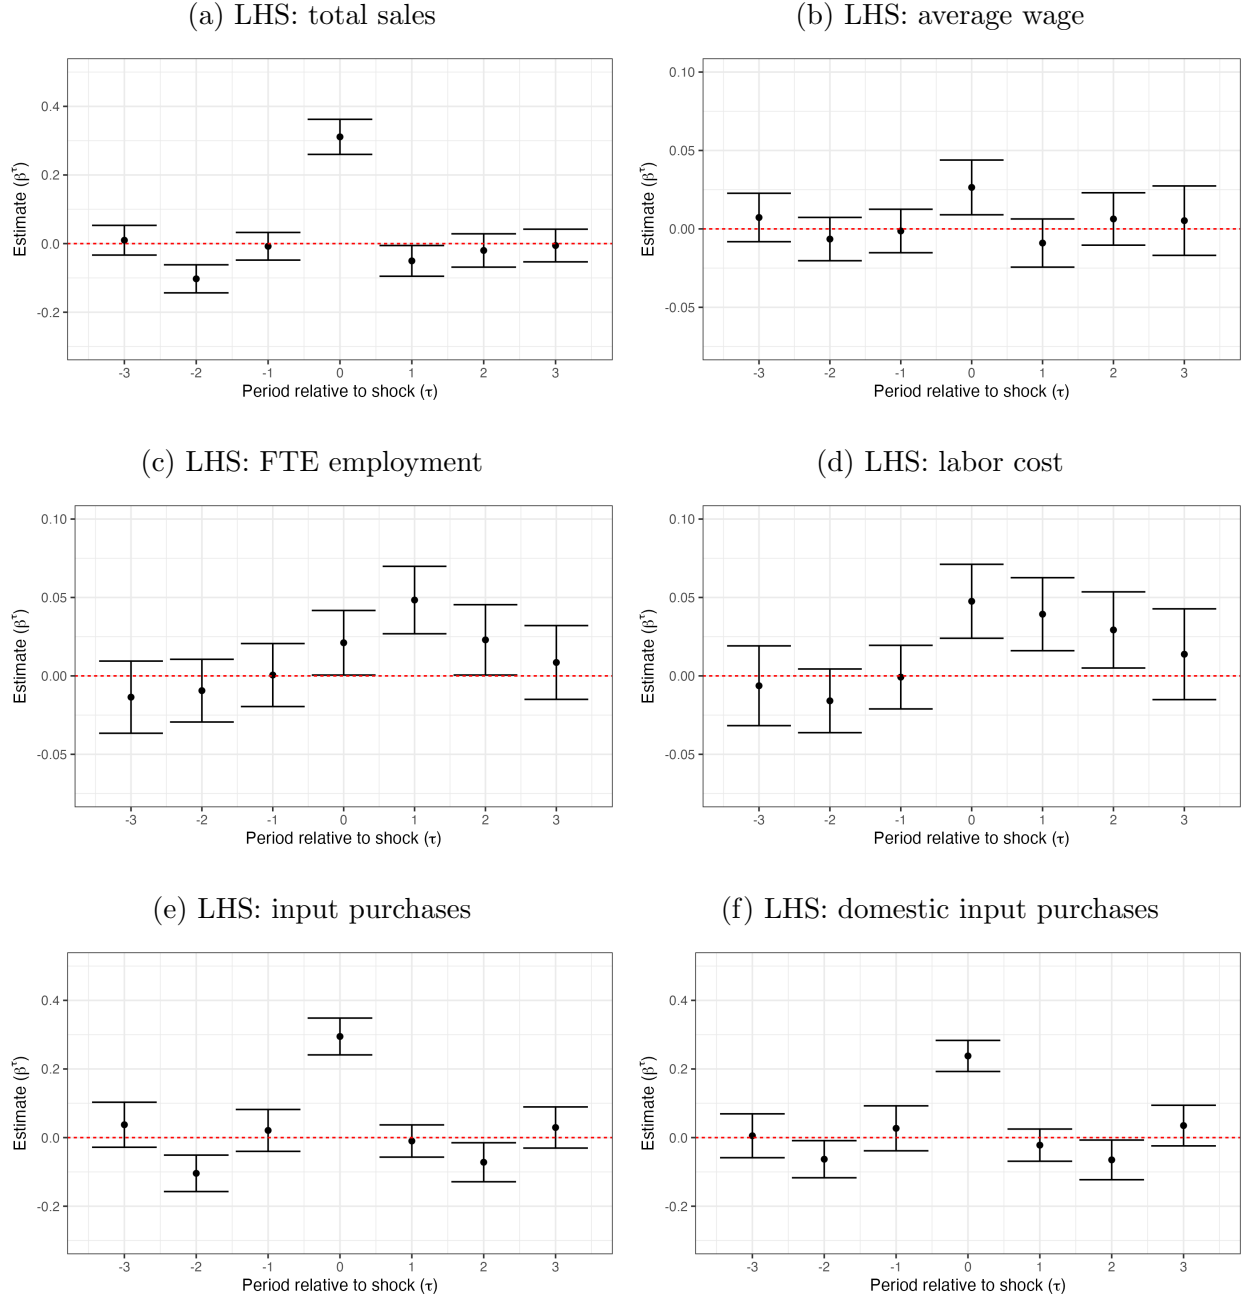 (a) LHS: total sales
Estimate (βᵗ)
0.4
0.2
0.0
-0.2
-3 -2 -1 0 1 2 3
Period relative to shock (τ)
(b) LHS: average wage
Estimate (βᵗ)
0.10
0.05
0.00
-0.05
-3 -2 -1 0 1 2 3
Period relative to shock (τ)
(c) LHS: FTE employment
Estimate (βᵗ)
0.10
0.05
0.00
-0.05
-3 -2 -1 0 1 2 3
Period relative to shock (τ)
(d) LHS: labor cost
Estimate (βᵗ)
0.10
0.05
0.00
-0.05
-3 -2 -1 0 1 2 3
Period relative to shock (τ)
(e) LHS: input purchases
Estimate (βᵗ)
0.4
0.2
0.0
-0.2
-3 -2 -1 0 1 2 3
Period relative to shock (τ)
(f) LHS: domestic input purchases
Estimate (βᵗ)
0.4
0.2
0.0
-0.2
-3 -2 -1 0 1 2 3
Period relative to shock (τ)